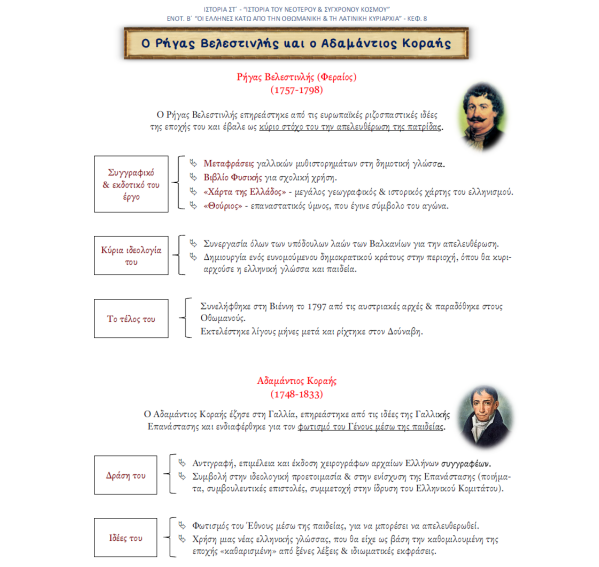 ΙΣΤΟΡΙΑ ΣΤ΄ - "ΙΣΤΟΡΙΑ ΤΟΥ ΝΕΟΤΕΡΟΥ & ΣΥΓΧΡΟΝΟΥ ΚΟΣΜΟΥ"
ΕΝΟΤ. Β΄ "ΟΙ ΕΛΛΗΝΕΣ ΚΑΤΩ ΑΠΟ ΤΗΝ ΟΘΩΜΑΝΙΚΗ & ΤΗ ΛΑΤΙΝΙΚΗ ΚΥΡΙΑΡΧΙΑ" - ΚΕΦ. 8
Ο Ρήγας Βελεστινλής και ο Αδαμάντιος Κοραής
Ρήγας Βελεστινλής (Φεραίος)
(1757-1798)
Ο Ρήγας Βελεστινλής επηρεάστηκε από τις ευρωπαϊκές ριζοσπαστικές ιδέες
της εποχής του και έβαλε ως κύριο στόχο του την απελευθέρωση της πατρίδας.
Συγγραφικό
& εκδοτικό του
έργο
Μεταφράσεις γαλλικών μυθιστορημάτων στη δημοτική γλώσσα.
Βιβλίο Φυσικής για σχολική χρήση.
«Χάρτα της Ελλάδος» - μεγάλος γεωγραφικός & ιστορικός χάρτης του ελληνισμού.
«Θούριος» - επαναστατικός ύμνος, που έγινε σύμβολο του αγώνα.
Κύρια ιδεολογία
του
Συνεργασία όλων των υπόδουλων λαών των Βαλκανίων για την απελευθέρωση.
Δημιουργία ενός ευνομούμενου δημοκρατικού κράτους στην περιοχή, όπου θα κυρι-
αρχούσε η ελληνική γλώσσα και παιδεία.
Το τέλος του
Συνελήφθηκε στη Βιέννη το 1797 από τις αυστριακές αρχές & παραδόθηκε στους
Οθωμανούς.
Εκτελέστηκε λίγους μήνες μετά και ρίχτηκε στον Δούναβη.
Αδαμάντιος Κοραής
(1748-1833)
Ο Αδαμάντιος Κοραής έζησε στη Γαλλία, επηρεάστηκε από τις ιδέες της Γαλλικής
Επανάστασης και ενδιαφέρθηκε για τον φωτισμό του Γένους μέσω της παιδείας.
Δράση του
Αντιγραφή, επιμέλεια και έκδοση χειρογράφων αρχαίων Ελλήνων συγγραφέων.
Συμβολή στην ιδεολογική προετοιμασία & στην ενίσχυση της Επανάστασης (ποιήμα-
τα, συμβουλευτικές επιστολές, συμμετοχή στην ίδρυση του Ελληνικού Κομιτάτου).
Ιδέες του
Φωτισμός του Έθνους μέσω της παιδείας, για να μπορέσει να απελευθερωθεί.
Χρήση μιας νέας ελληνικής γλώσσας, που θα είχε ως βάση την καθομιλουμένη της
εποχής «καθαρισμένη» από ξένες λέξεις & ιδιωματικές εκφράσεις.